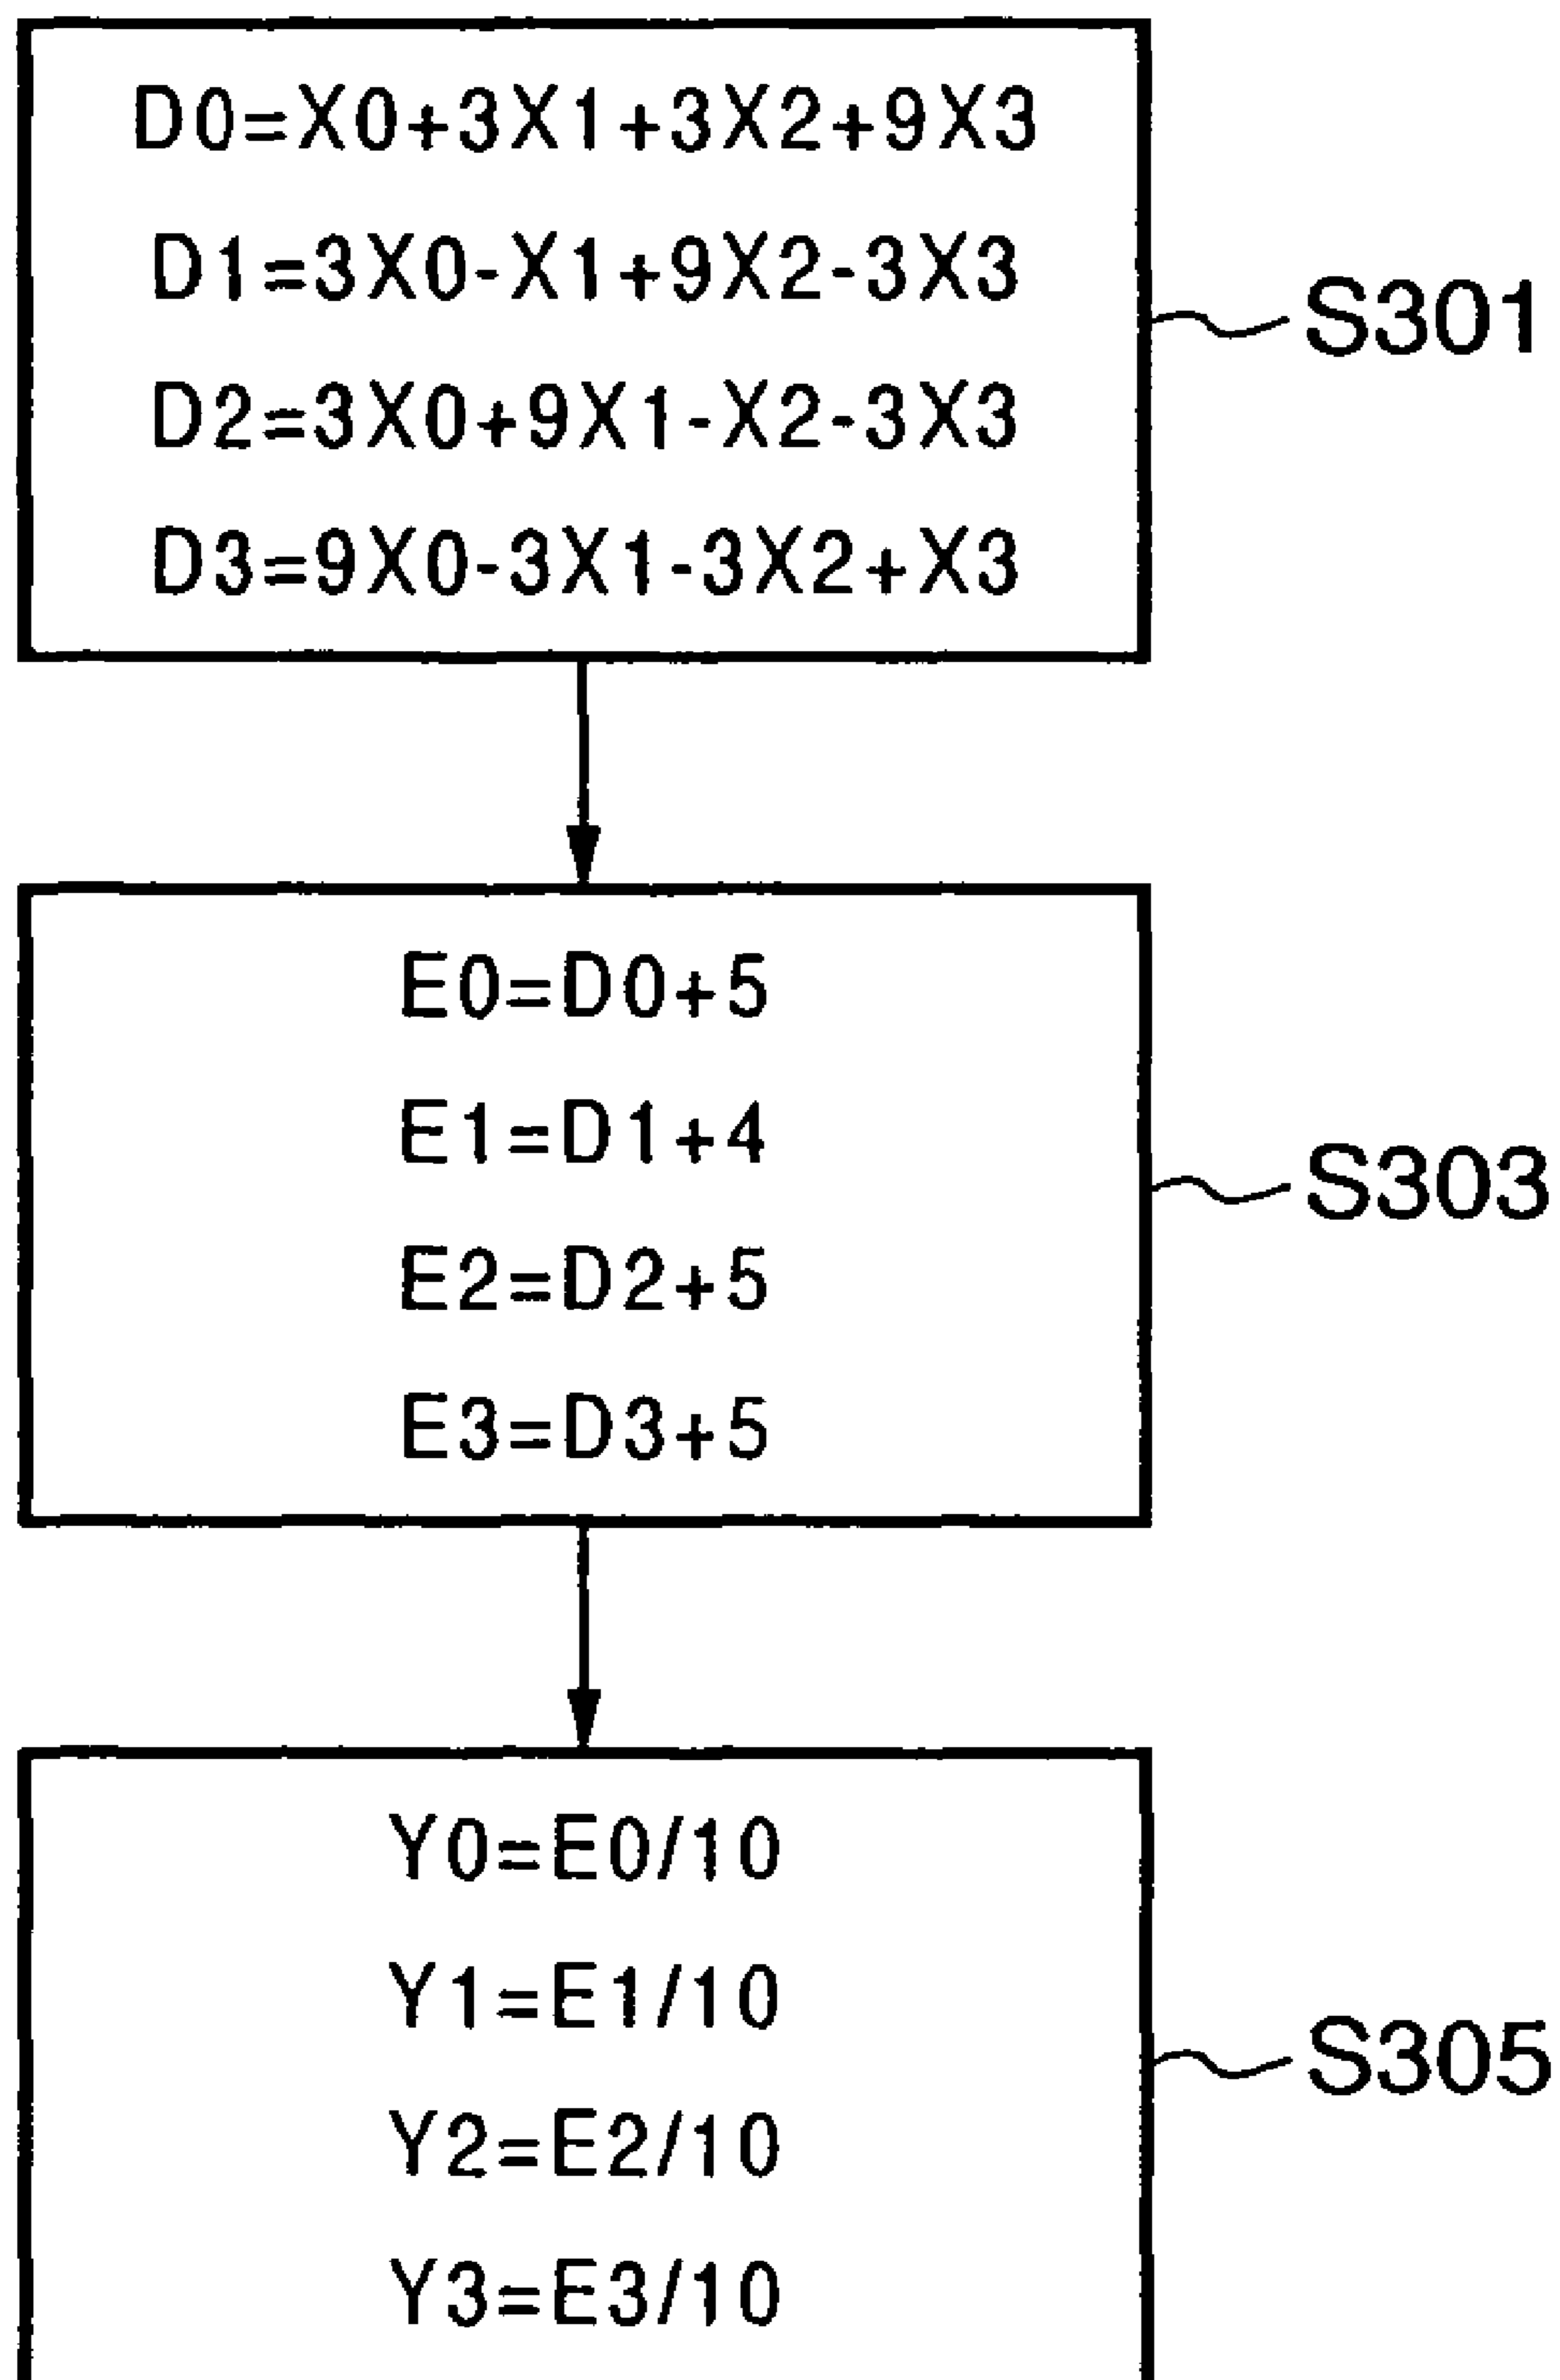 D0=X0+3X1+3X2+9X3
D1=3X0-X1+9X2-3X3
D2=3X0+9X1-X2-3X3
D3=9X0-3X1-3X2+X3
S301
E0=D0+5
E1=D1+4
E2=D2+5
E3=D3+5
S303
Y0=E0/10
Y1=E1/10
Y2=E2/10
Y3=E3/10
S305